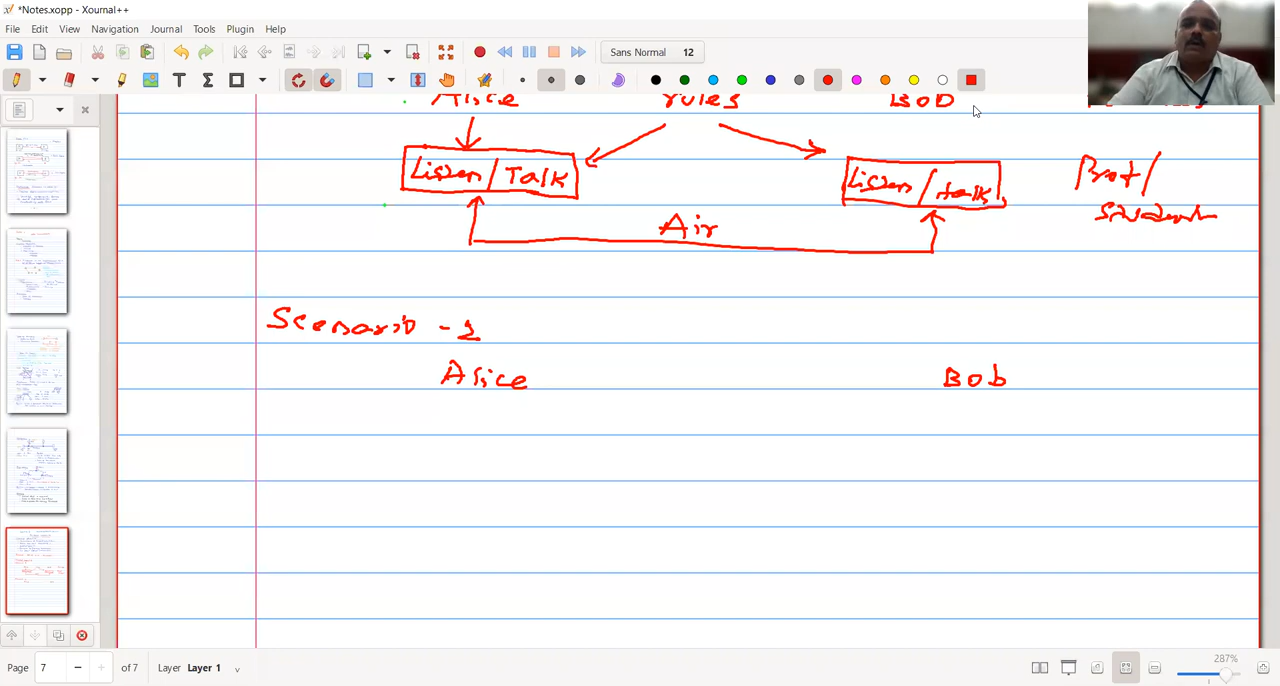 *Notes.xopp - Xournal++
File Edit View Navigation Journal Tools Plugin Help
Sans Normal 12
Alice rules BoD
Listen/Talk Listen/talk Prof/
Student
Air
Scenario - 2
Alice Bob
Page 7 of 7 Layer Layer 1 287%